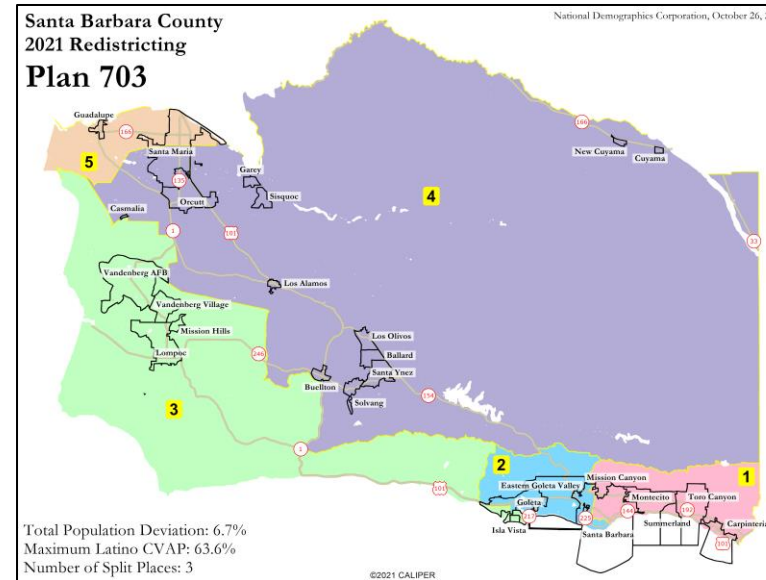 Santa Barbara County
2021 Redistricting
Plan 703
National Demographics Corporation, October 26,
Guadalupe
166
166
5
Santa Maria
New Cuyama
Cuyama
Garey
135
Sisquoc
4
Orcutt
Casmalia
1
101
33
Vandenberg AFB
Los Alamos
Vandenberg Village
Mission Hills
Los Olivos
Lompoc
246
Ballard
Santa Ynez
Buellton
154
Solvang
3
1
2
1
Mission Canyon
101
Eastern Goleta Valley
Goleta
Montecito
Toro Canyon
217
225
144
192
Isla Vista
Summerland
Carpinteria
Santa Barbara
Total Population Deviation: 6.7%
Maximum Latino CVAP: 63.6%
Number of Split Places: 3
©2021 CALIPER